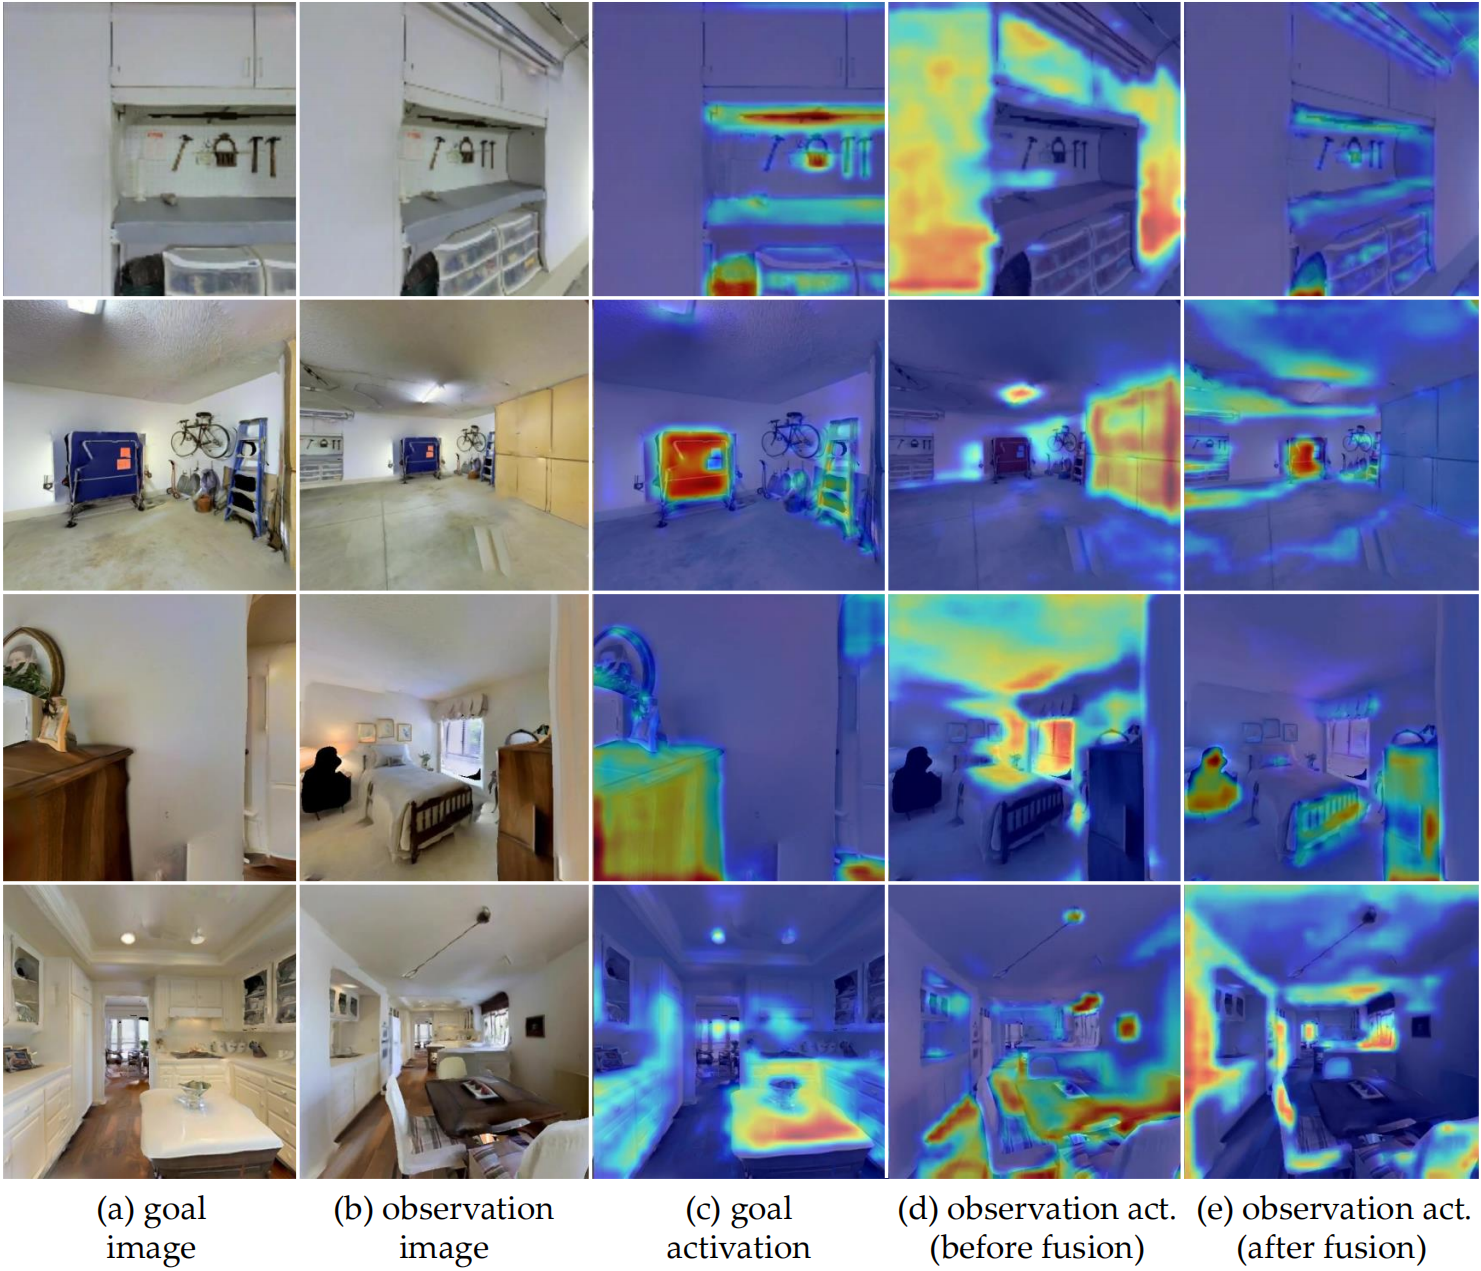 (a) goal
image
(b) observation
image
(c) goal
activation
(d) observation act.
(before fusion)
(e) observation act.
(after fusion)